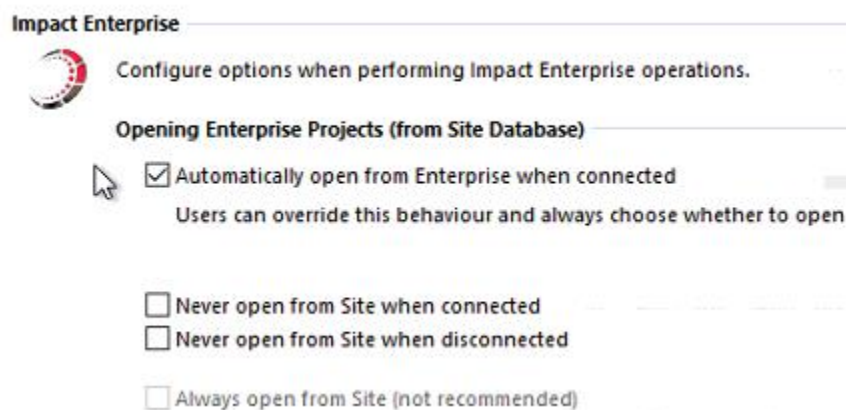 Impact Enterprise
Configure options when performing Impact Enterprise operations.
Opening Enterprise Projects (from Site Database)
Automatically open from Enterprise when connected
Users can override this behaviour and always choose whether to open
Never open from Site when connected
Never open from Site when disconnected
Always open from Site (not recommended)